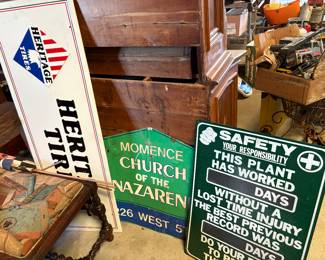 HERITAGE
TIRES
HERIT
TIR
MOMENCE
CHURCH
OF THE
NAZAREN
226 WEST 5
SAFETY
YOUR RESPONSIBILITY
THIS PLANT
HAS WORKED
DAYS
WITHOUT A
LOST TIME INJURY
THE BEST PREVIOUS
RECORD WAS
DAYS
DO YOUR